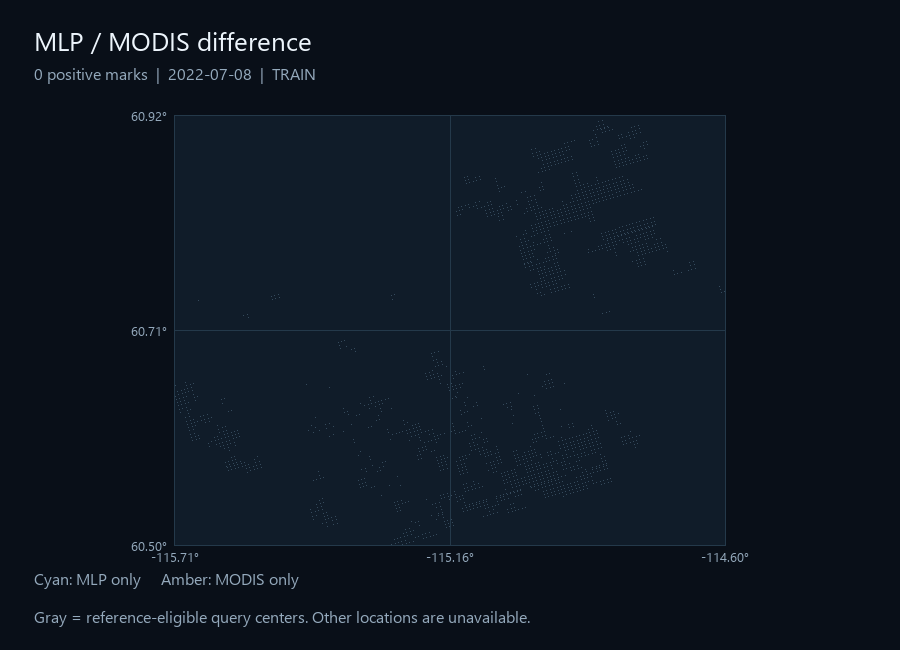 MLP / MODIS difference
0 positive marks | 2022-07-08 | TRAIN
60.92°
60.71°
60.50°
-115.71° -115.16° -114.60°
Cyan: MLP only Amber: MODIS only
Gray = reference-eligible query centers. Other locations are unavailable.